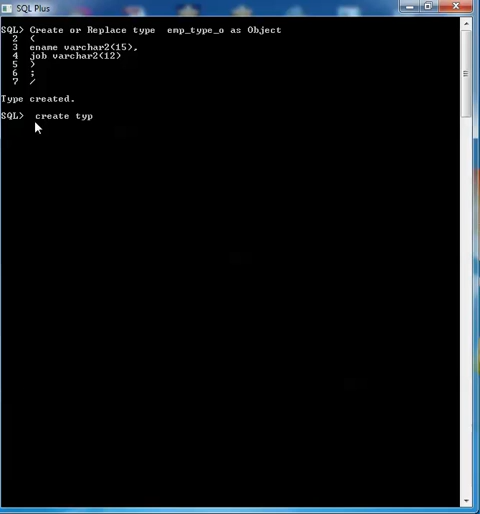 SQL Plus
SQL> Create or Replace type  emp_type_o as Object
2 (
3 ename varchar2(15),
4 job varchar2(12)
5 )
6 ;
7 /
Type created.
SQL>  create typ